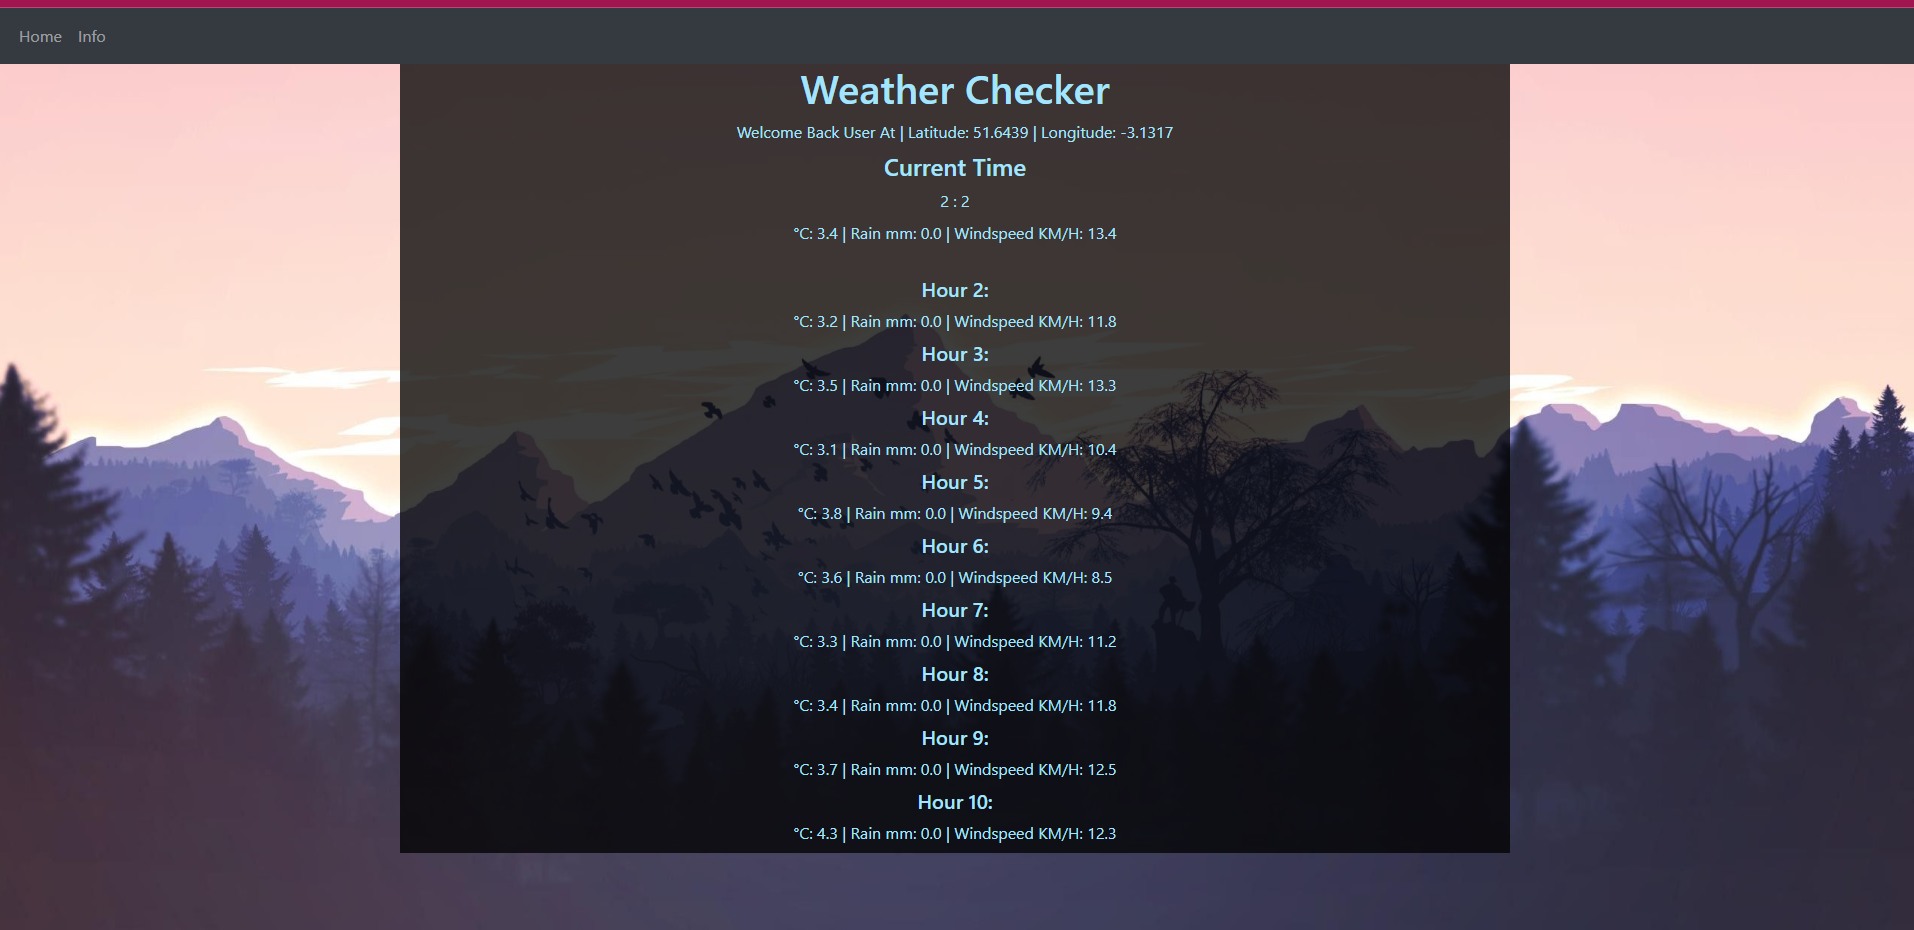 Home Info
Weather Checker
Welcome Back User At | Latitude: 51.6439 | Longitude: -3.1317
Current Time
2 : 2
°C: 3.4 | Rain mm: 0.0 | Windspeed KM/H: 13.4
Hour 2:
°C: 3.2 | Rain mm: 0.0 | Windspeed KM/H: 11.8
Hour 3:
°C: 3.5 | Rain mm: 0.0 | Windspeed KM/H: 13.3
Hour 4:
°C: 3.1 | Rain mm: 0.0 | Windspeed KM/H: 10.4
Hour 5:
°C: 3.8 | Rain mm: 0.0 | Windspeed KM/H: 9.4
Hour 6:
°C: 3.6 | Rain mm: 0.0 | Windspeed KM/H: 8.5
Hour 7:
°C: 3.3 | Rain mm: 0.0 | Windspeed KM/H: 11.2
Hour 8:
°C: 3.4 | Rain mm: 0.0 | Windspeed KM/H: 11.8
Hour 9:
°C: 3.7 | Rain mm: 0.0 | Windspeed KM/H: 12.5
Hour 10:
°C: 4.3 | Rain mm: 0.0 | Windspeed KM/H: 12.3